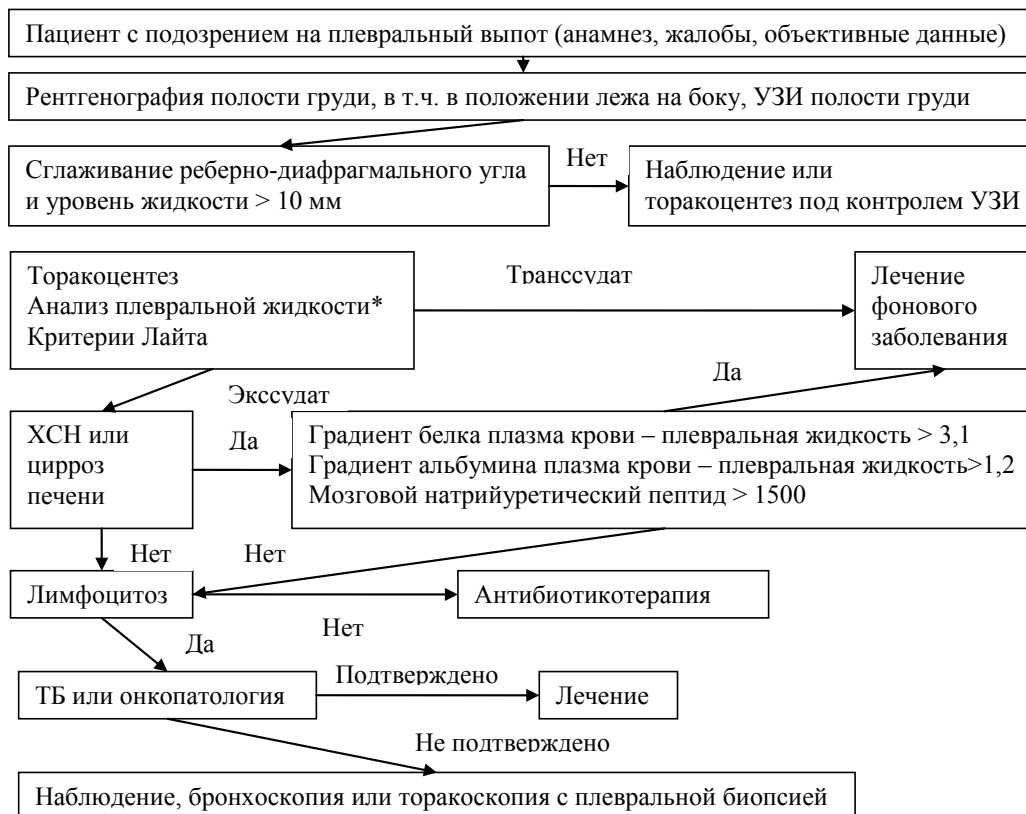 Пациент с подозрением на плевральный выпот (анамнез, жалобы, объективные данные)
Рентгенография полости груди, в т.ч. в положении лежа на боку, УЗИ полости груди
Сглаживание реберно-диафрагмального угла
и уровень жидкости > 10 мм
Нет
Наблюдение или
торакоцентез под контролем УЗИ
Торакоцентез
Анализ плевральной жидкости*
Критерии Лайта
Транссудат
Лечение
фонового
заболевания
Экссудат
Да
ХСН или
цирроз
печени
Да
Градиент белка плазма крови – плевральная жидкость > 3,1
Градиент альбумина плазма крови – плевральная жидкость>1,2
Мозговой натрийуретический пептид > 1500
Нет
Нет
Лимфоцитоз
Нет
Антибиотикотерапия
Да
ТБ или онкопатология
Подтверждено
Лечение
Не подтверждено
Наблюдение, бронхоскопия или торакоскопия с плевральной биопсией